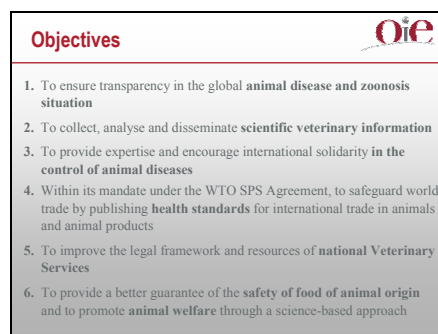 Objectives
oie
1. To ensure transparency in the global animal disease and zoonosis
situation
2. To collect, analyse and disseminate scientific veterinary information
3. To provide expertise and encourage international solidarity in the
control of animal diseases
4. Within its mandate under the WTO SPS Agreement, to safeguard world
trade by publishing health standards for international trade in animals
and animal products
5. To improve the legal framework and resources of national Veterinary
Services
6. To provide a better guarantee of the safety of food of animal origin
and to promote animal welfare through a science-based approach